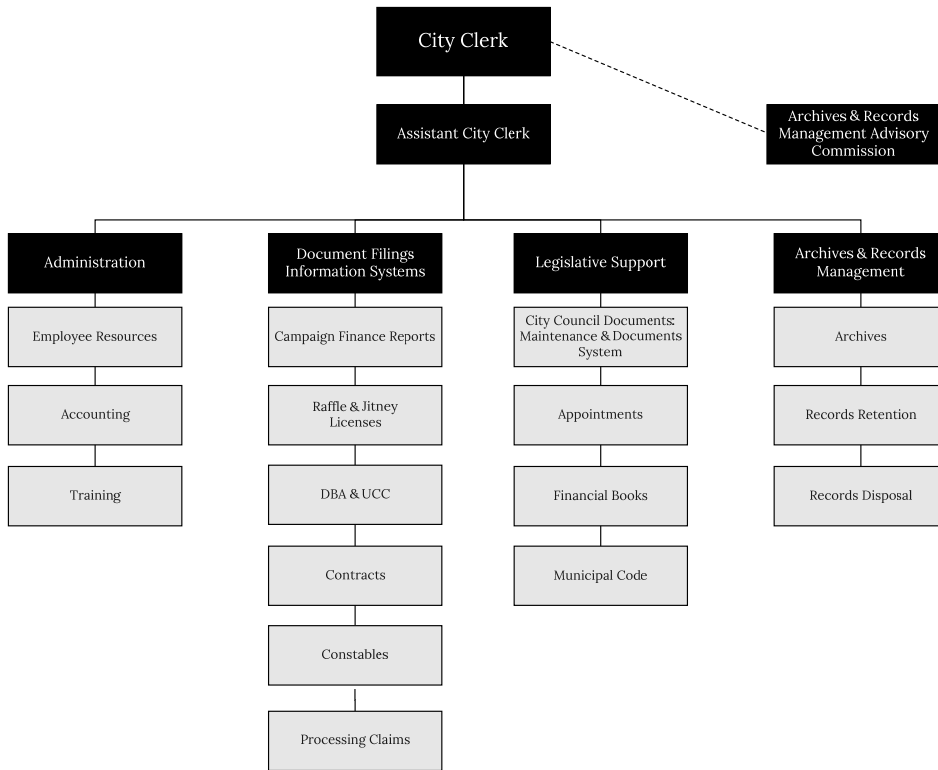 City Clerk
Assistant City Clerk
Archives & Records
Management Advisory
Commission
Administration
Employee Resources
Accounting
Training
Document Filings
Information Systems
Campaign Finance Reports
Raffle & Jitney
Licenses
DBA & UCC
Contracts
Constables
Processing Claims
Legislative Support
City Council Documents:
Maintenance & Documents
System
Appointments
Financial Books
Municipal Code
Archives & Records
Management
Archives
Records Retention
Records Disposal